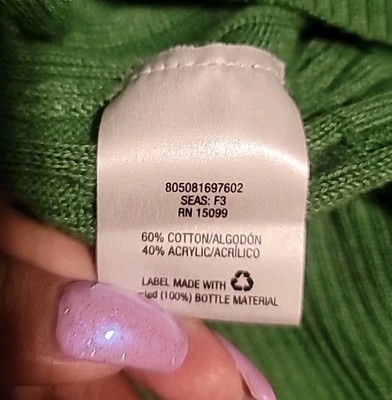 805081697602
SEAS: F3
RN 15099
60% COTTON/ALGODÓN
40% ACRYLIC/ACRÍLICO
LABEL MADE WITH
(100%) BOTTLE MATERIAL